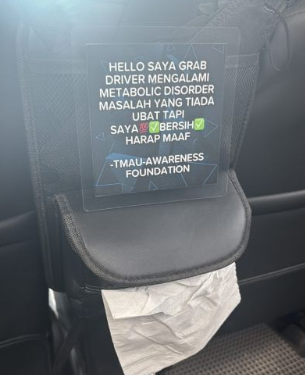 HELLO SAYA GRAB
DRIVER MENGALAMI
METABOLIC DISORDER
MASALAH YANG TIADA
UBAT TAPI
SAYA💯✅BERSIH✅
HARAP MAAF
-TMAU-AWARENESS
FOUNDATION